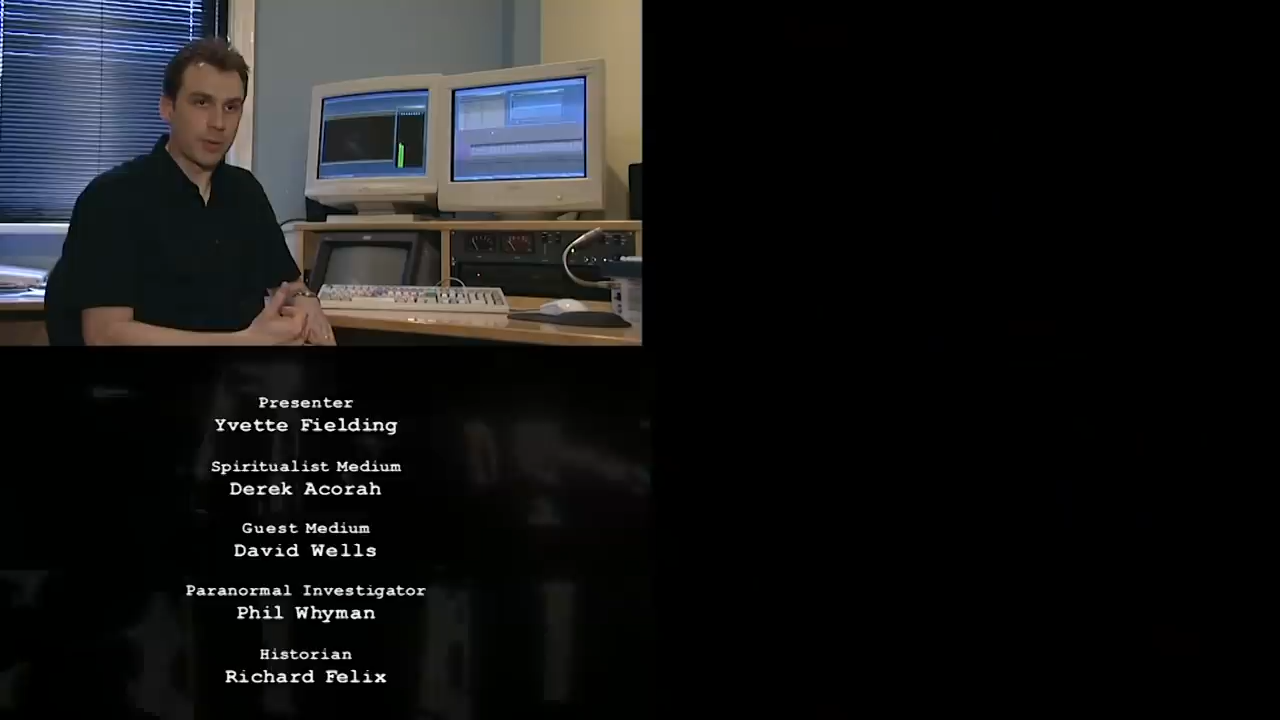 Presenter
Yvette Fielding
Spiritualist Medium
Derek Acorah
Guest Medium
David Wells
Paranormal Investigator
Phil Whyman
Historian
Richard Felix